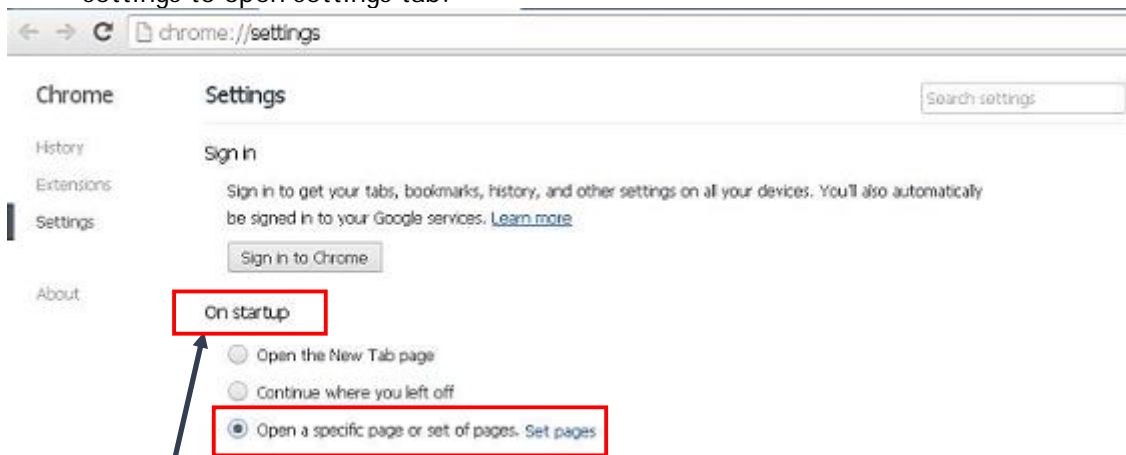 settings to open settings tab.
chrome://settings
Chrome
Settings
Search settings
History
Extensions
Settings
About
Sign in
Sign in to get your tabs, bookmarks, history, and other settings on all your devices. You'll also automatically
be signed in to your Google services. Learn more
Sign in to Chrome
On startup
Open the New Tab page
Continue where you left off
Open a specific page or set of pages. Set pages